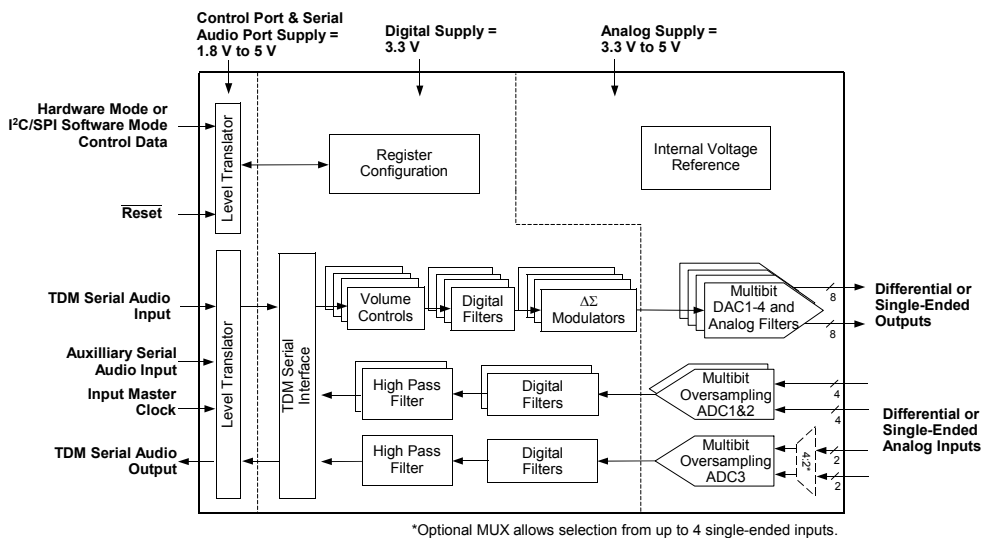 Control Port & Serial
Audio Port Supply =
1.8 V to 5 V
Digital Supply =
3.3 V
Analog Supply =
3.3 V to 5 V
Hardware Mode or
I²C/SPI Software Mode
Control Data
Reset
Level Translator
Register
Configuration
Internal Voltage
Reference
TDM Serial Audio
Input
Auxilliary Serial
Audio Input
Input Master
Clock
TDM Serial Audio
Output
Level Translator
TDM Serial
Interface
Volume
Controls
Digital
Filters
ΔΣ
Modulators
Multibit
DAC1-4 and
Analog Filters
8
8
Differential or
Single-Ended
Outputs
High Pass
Filter
Digital
Filters
Multibit
Oversampling
ADC1&2
4
4
High Pass
Filter
Digital
Filters
Multibit
Oversampling
ADC3
4:2*
2
2
Differential or
Single-Ended
Analog Inputs
*Optional MUX allows selection from up to 4 single-ended inputs.